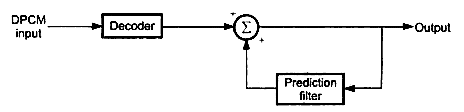 DPCM
input
Decoder
+
Σ
+
Output
Prediction
filter